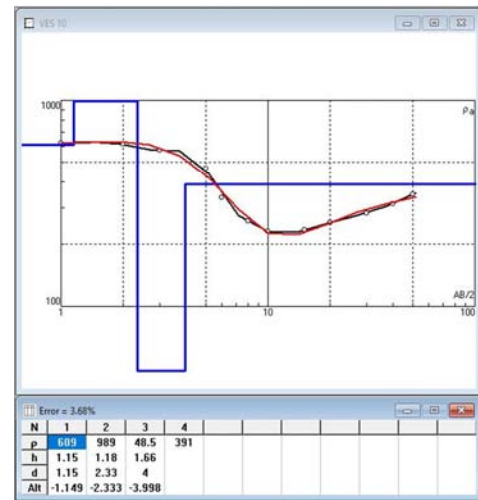 VES 10
1000
ρa
100
AB/2
1
10
100
Error = 3.68%
N 1 2 3 4
ρ 609 989 48.5 391
h 1.15 1.18 1.66
d 1.15 2.33 4
Alt -1.149 -2.333 -3.998